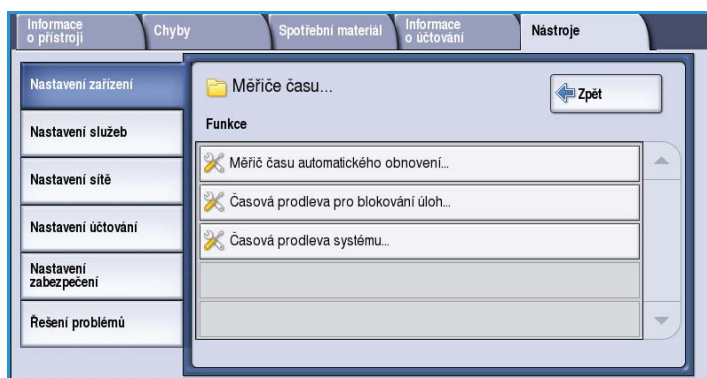 Informace
o přístroji
Chyby
Spotřební materiál
Informace
o účtování
Nástroje
Nastavení zařízení
Nastavení služeb
Nastavení sítě
Nastavení účtování
Nastavení
zabezpečení
Řešení problémů
Měřiče času...
Zpět
Funkce
Měřič času automatického obnovení...
Časová prodleva pro blokování úloh...
Časová prodleva systému...